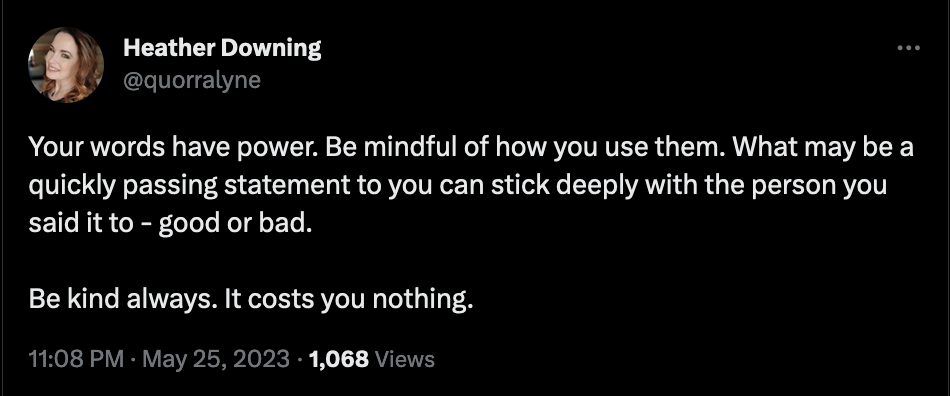 Heather Downing
@quorralyne
Your words have power. Be mindful of how you use them. What may be a
quickly passing statement to you can stick deeply with the person you
said it to - good or bad.
Be kind always. It costs you nothing.
11:08 PM · May 25, 2023 · 1,068 Views